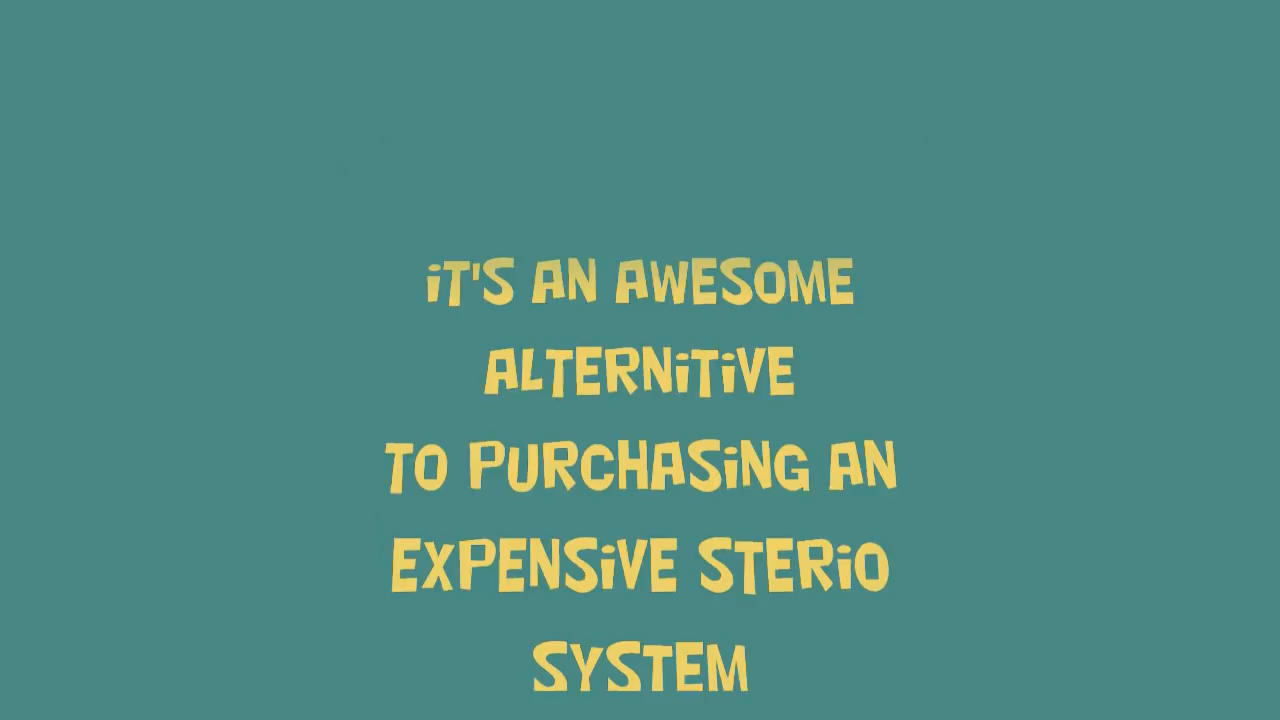 iT'S AN AWESOME
ALTERNiTiVE
TO PURCHASiNG AN
EXPENSiVE STERiO
SYSTEM